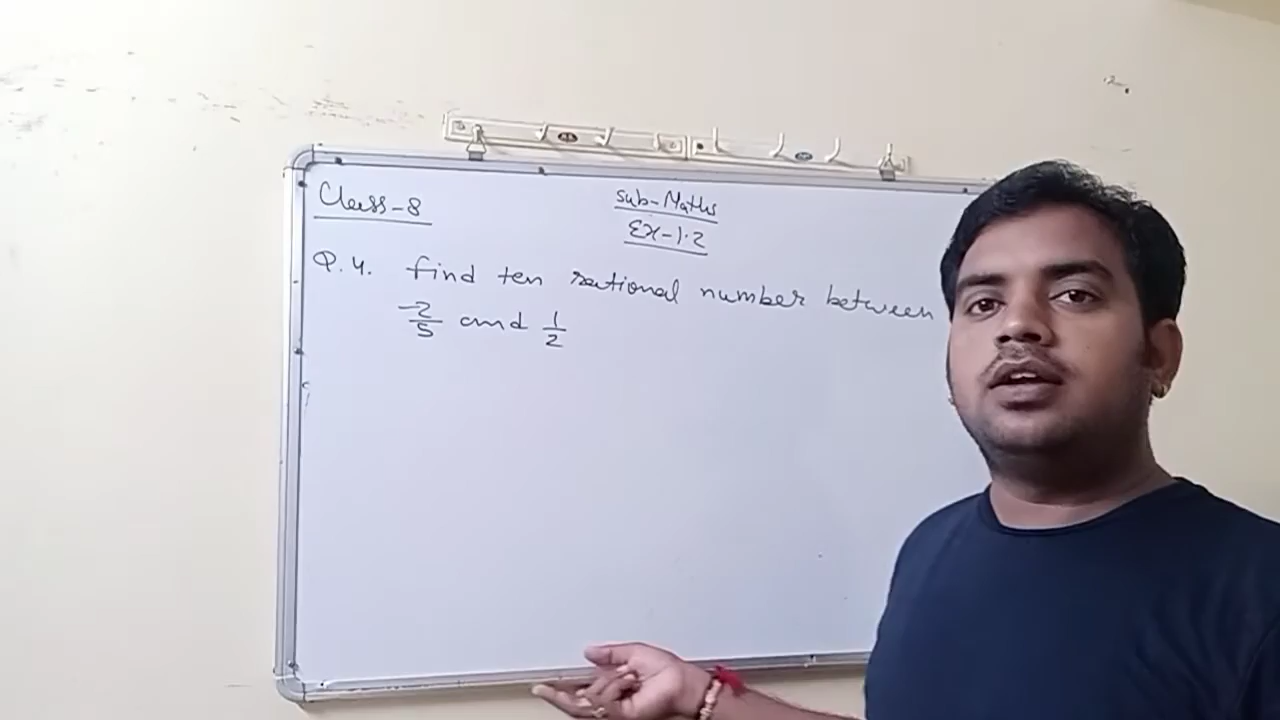 Class-8
Sub-Maths
Ex-1.2
Q.4. find ten rational number between
-2/5 and 1/2